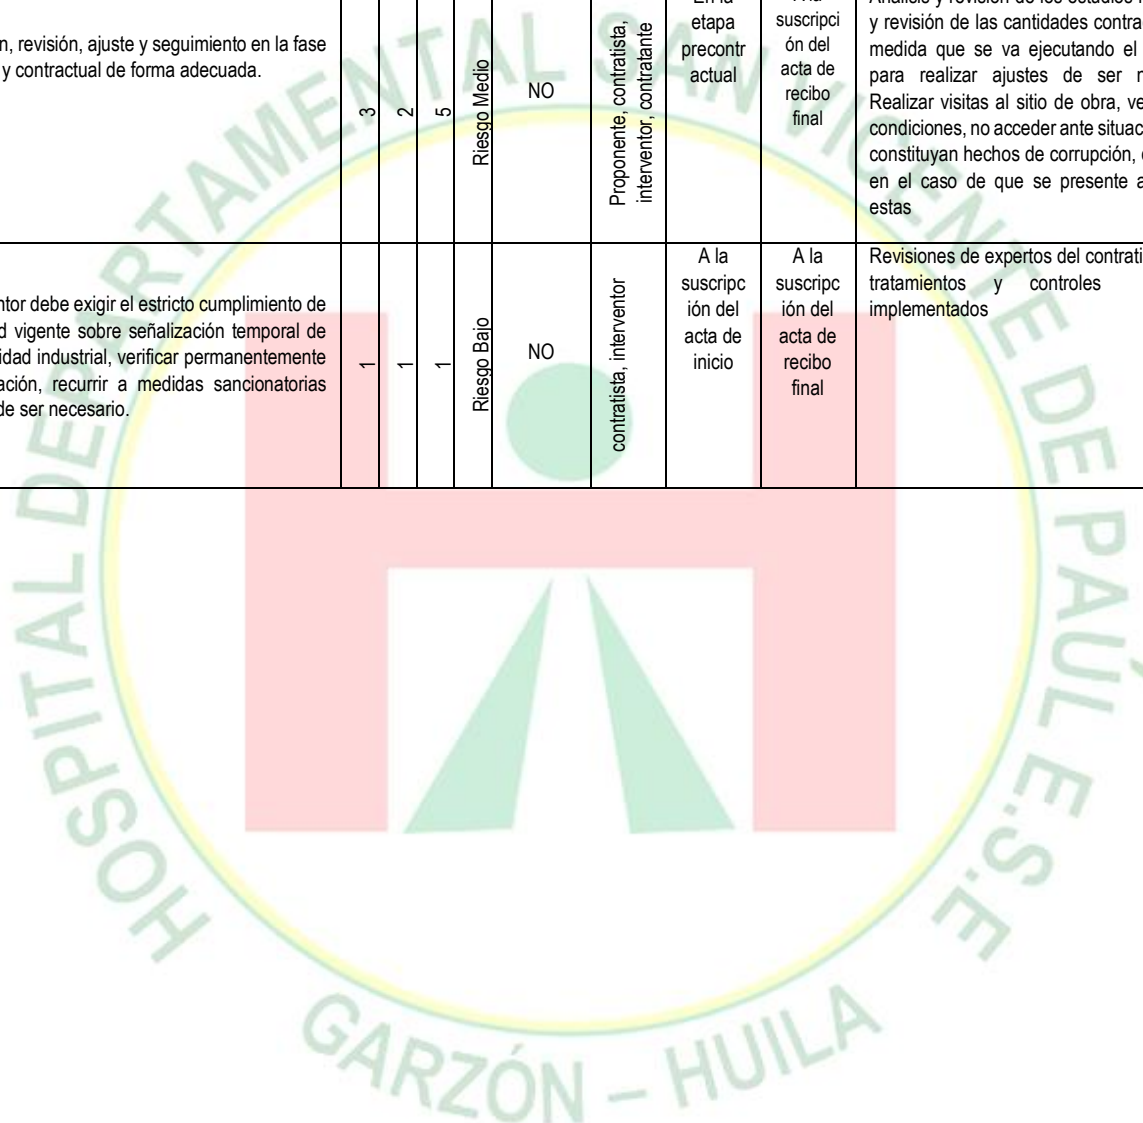 n, revisión, ajuste y seguimiento en la fase
y contractual de forma adecuada.
3
2
5
Riesgo Medio
NO
Proponente, contratista,
interventor, contratante
En la
etapa
precontr
actual
suscripci
ón del
acta de
recibo
final
y revisión de los estudios
y revisión de las cantidades contra
medida que se va ejecutando el
para realizar ajustes de ser
Realizar visitas al sitio de obra, ve
condiciones, no acceder ante situac
constituyan hechos de corrupción,
en el caso de que se presente a
estas
ntor debe exigir el estricto cumplimiento de
d vigente sobre señalización temporal de
idad industrial, verificar permanentemente
ación, recurrir a medidas sancionatorias
de ser necesario.
1
1
1
Riesgo Bajo
NO
contratista, interventor
A la
suscripc
ión del
acta de
inicio
A la
suscripc
ión del
acta de
recibo
final
Revisiones de expertos del contrati
tratamientos y controles
implementados
HOSPITAL DEPARTAMENTAL SAN VICENTE DE PAÚL E.S.E
GARZÓN – HUILA